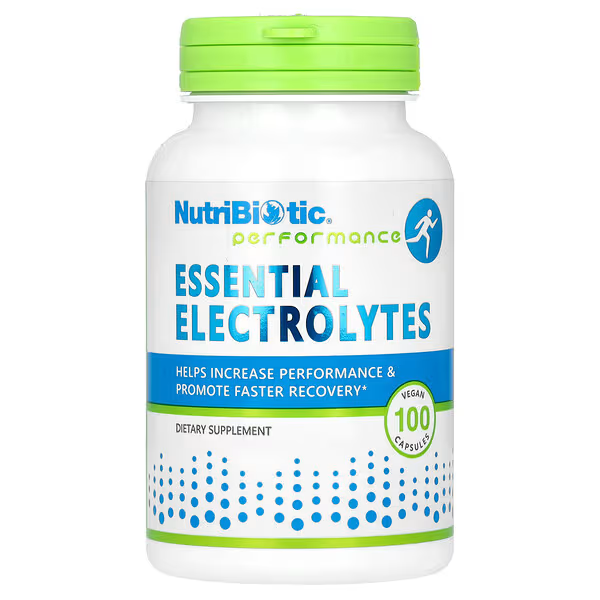 NutriBiotic®
performance
ESSENTIAL
ELECTROLYTES
HELPS INCREASE PERFORMANCE &
PROMOTE FASTER RECOVERY*
DIETARY SUPPLEMENT
VEGAN
100
CAPSULES